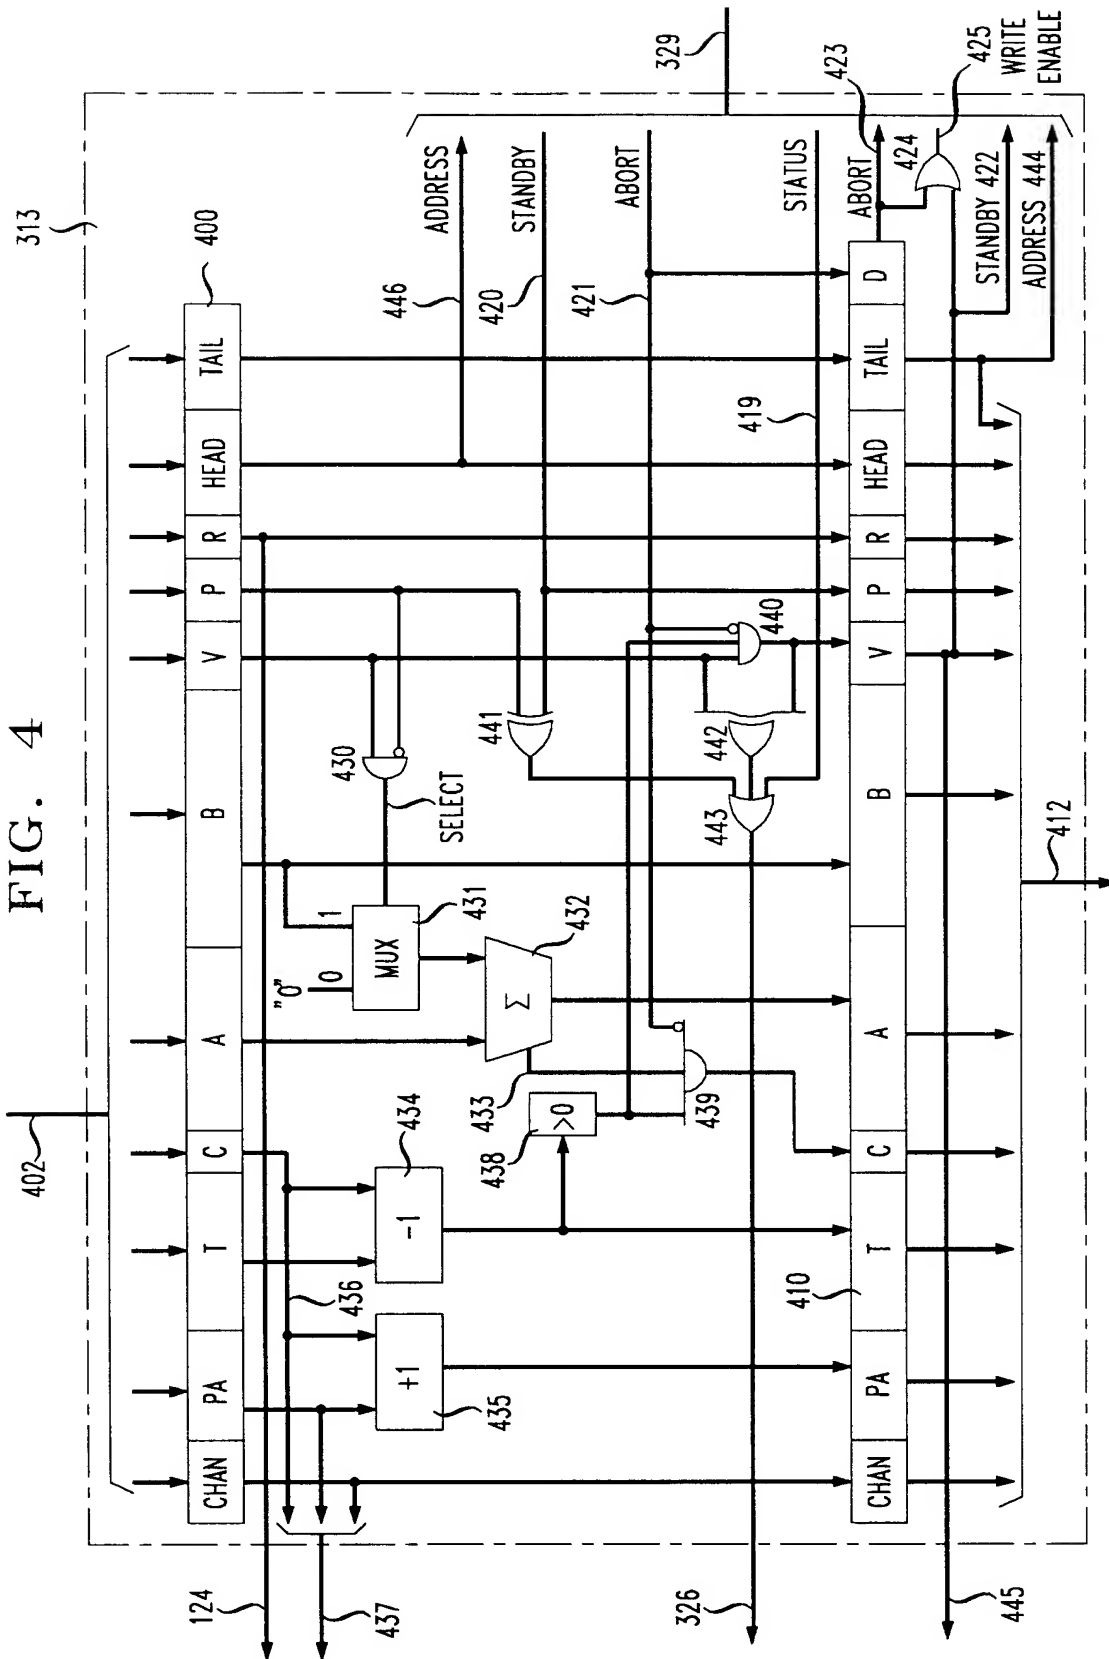 FIG. 4
402
313
400
CHAN
PA
T
C
A
B
V
P
R
HEAD
TAIL
124
437
436
+1
435
-1
434
"0"
0
1
MUX
431
430
SELECT
Σ
432
433
>0
438
439
441
442
443
440
446
ADDRESS
420
STANDBY
421
ABORT
419
STATUS
329
326
410
CHAN
PA
T
C
A
B
V
P
R
HEAD
TAIL
D
423
ABORT
424
425
WRITE
ENABLE
STANDBY 422
ADDRESS 444
445
412